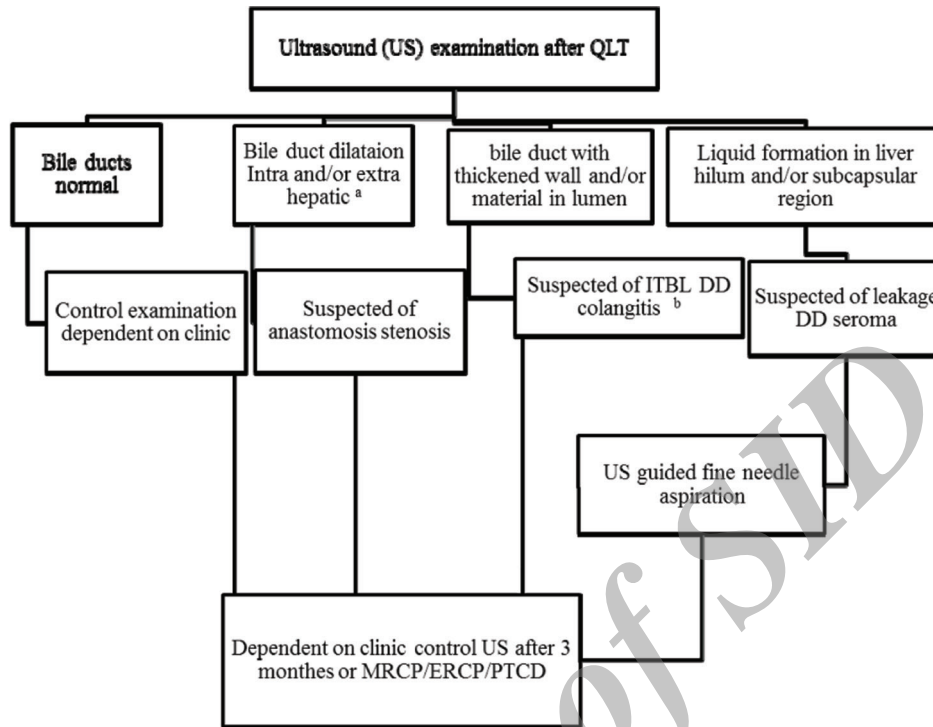 Ultrasound (US) examination after QLT
Bile ducts
normal
Bile duct dilataion
Intra and/or extra
hepatic a
bile duct with
thickened wall and/or
material in lumen
Liquid formation in liver
hilum and/or subcapsular
region
Control examination
dependent on clinic
Suspected of
anastomosis stenosis
Suspected of ITBL DD
colangitis b
Suspected of leakage
DD seroma
US guided fine needle
aspiration
Dependent on clinic control US after 3
monthes or MRCP/ERCP/PTCD
of SID